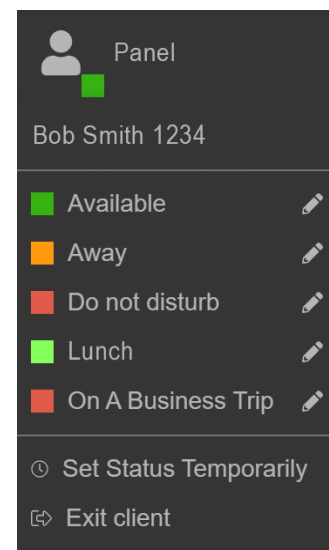 Panel
Bob Smith 1234
Available
Away
Do not disturb
Lunch
On A Business Trip
Set Status Temporarily
Exit client